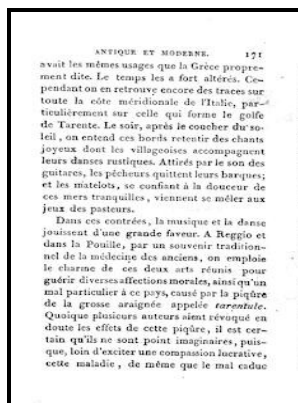 ANTIQUE ET MODERNE. 171
avait les mêmes usages que la Grèce propre-
ment dite. Le temps les a fort altérés. Ce-
pendant on en retrouve encore des traces sur
toute la côte méridionale de l'Italie, par-
ticulièrement sur celle qui forme le golfe
de Tarente. Le soir, après le coucher du so-
leil, on entend ces bords retentir des chants
joyeux dont les villageoises accompagnent
leurs danses rustiques. Attirés par le son des
guitares, les pêcheurs quittent leurs barques;
et les matelots, se confiant à la douceur de
ces mers tranquilles, viennent se mêler aux
jeux des pasteurs.
Dans ces contrées, la musique et la danse
jouissent d'une grande faveur. A Reggio et
dans la Pouille, par un souvenir tradition-
nel de la médecine des anciens, on emploie
le charme de ces deux arts réunis pour
guérir diverses affections morales, ainsi qu'un
mal particulier à ce pays, causé par la piqûre
de la grosse araignée appelée tarentule.
Quoique plusieurs auteurs aient révoqué en
doute les effets de cette piqûre, il est cer-
tain qu'ils ne sont point imaginaires, puis-
que, loin d'exciter une compassion lucrative,
cette maladie, de même que le mal caduc